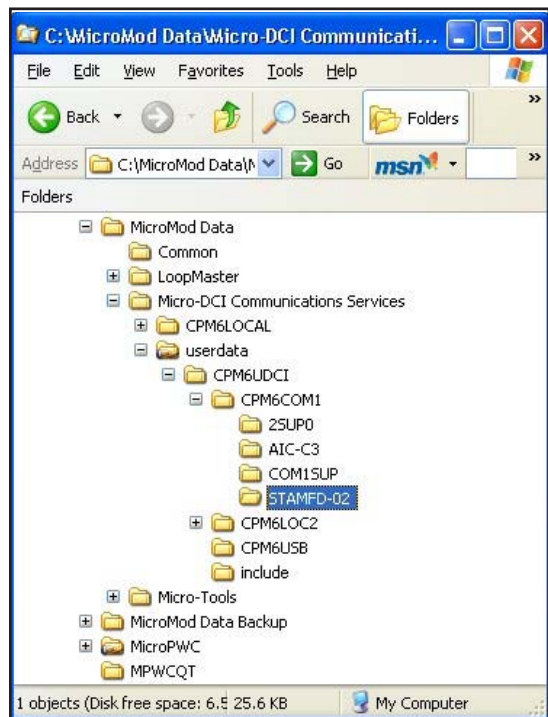 C:\MicroMod Data\Micro-DCI Communicati...
File Edit View Favorites Tools Help
Back Search Folders »
Address C:\MicroMod Data\M Go msn »
Folders
MicroMod Data
Common
LoopMaster
Micro-DCI Communications Services
CPM6LOCAL
userdata
CPM6UDCI
CPM6COM1
2SUP0
AIC-C3
COM1SUP
STAMFD-02
CPM6LOC2
CPM6USB
include
Micro-Tools
MicroMod Data Backup
MicroPWC
MPWCQT
1 objects (Disk free space: 6.5 25.6 KB My Computer